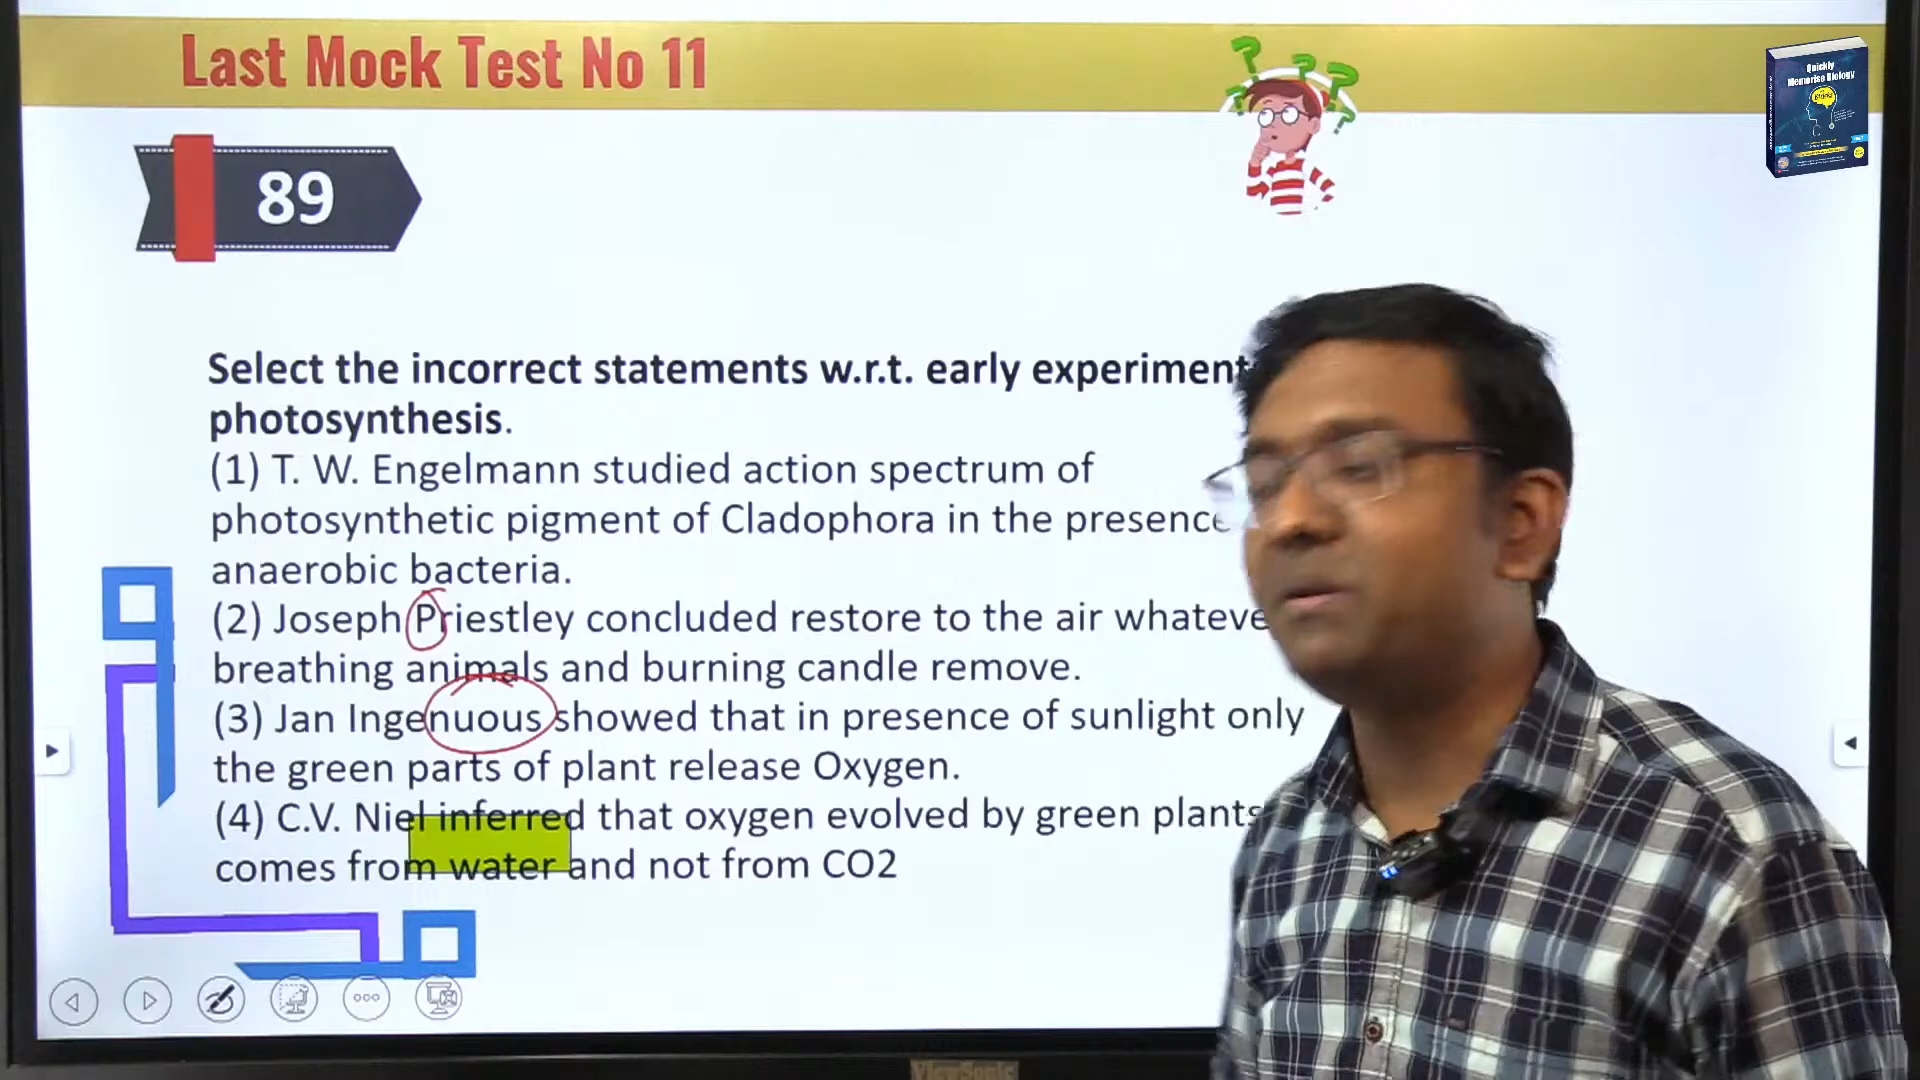 Last Mock Test No 11
Quickly
Memorise Biology
89
Select the incorrect statements w.r.t. early experiment
photosynthesis.
(1) T. W. Engelmann studied action spectrum of
photosynthetic pigment of Cladophora in the presence
anaerobic bacteria.
(2) Joseph Priestley concluded restore to the air whateve
breathing animals and burning candle remove.
(3) Jan Ingenuous showed that in presence of sunlight only
the green parts of plant release Oxygen.
(4) C.V. Niel inferred that oxygen evolved by green plants
comes from water and not from CO2
ViewSonic